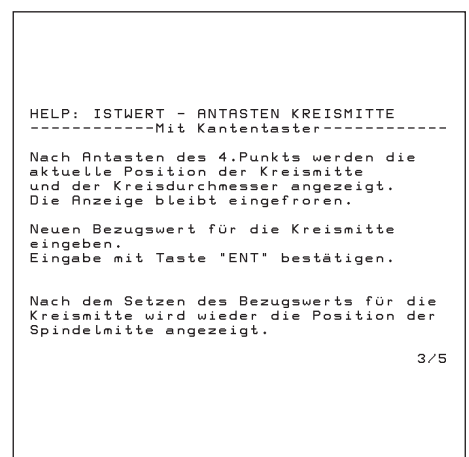 HELP: ISTWERT - ANTASTEN KREISMITTE
------------Mit Kantentaster------------
Nach Antasten des 4.Punkts werden die
aktuelle Position der Kreismitte
und der Kreisdurchmesser angezeigt.
Die Anzeige bleibt eingefroren.
Neuen Bezugswert für die Kreismitte
eingeben.
Eingabe mit Taste "ENT" bestätigen.
Nach dem Setzen des Bezugswerts für die
Kreismitte wird wieder die Position der
Spindelmitte angezeigt.
3/5